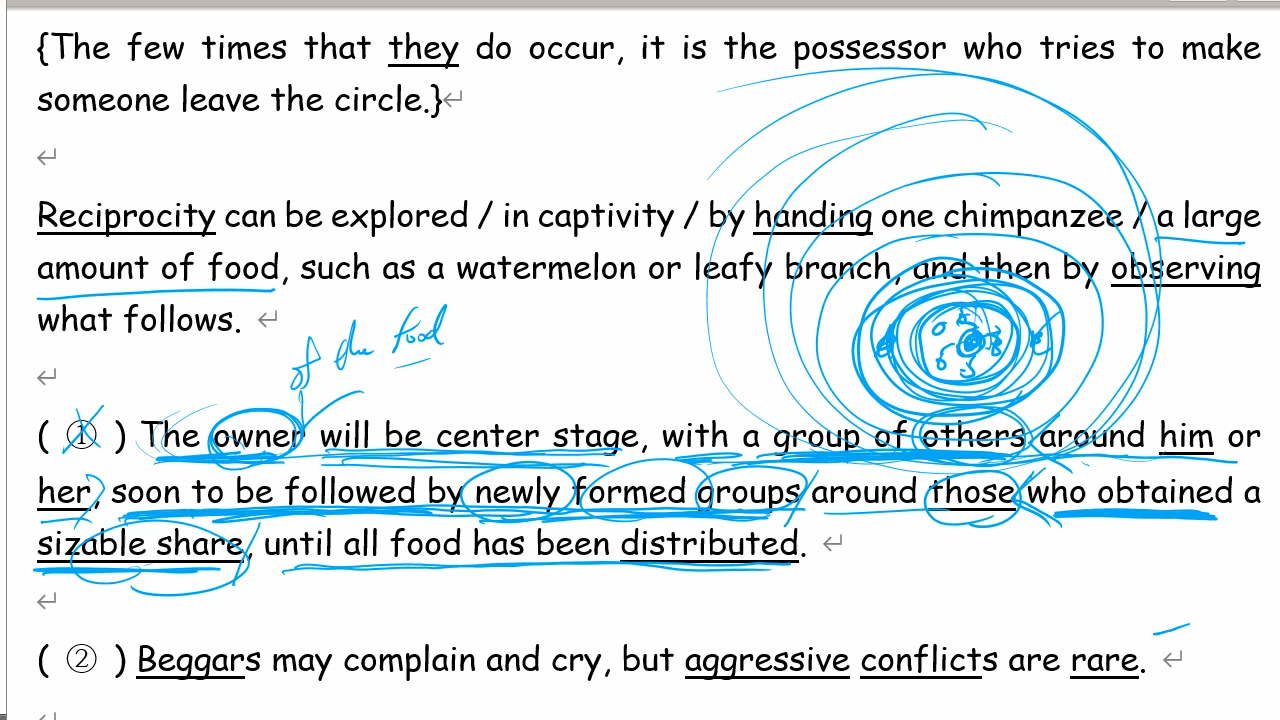 {The few times that they do occur, it is the possessor who tries to make
someone leave the circle.}↵
↵
Reciprocity can be explored / in captivity / by handing one chimpanzee / a large
amount of food, such as a watermelon or leafy branch, and then by observing
what follows. ↵
of the food
↵
( ① ) The owner will be center stage, with a group of others around him or
her, soon to be followed by newly formed groups around those who obtained a
sizable share, until all food has been distributed. ↵
↵
( ② ) Beggars may complain and cry, but aggressive conflicts are rare. ↵